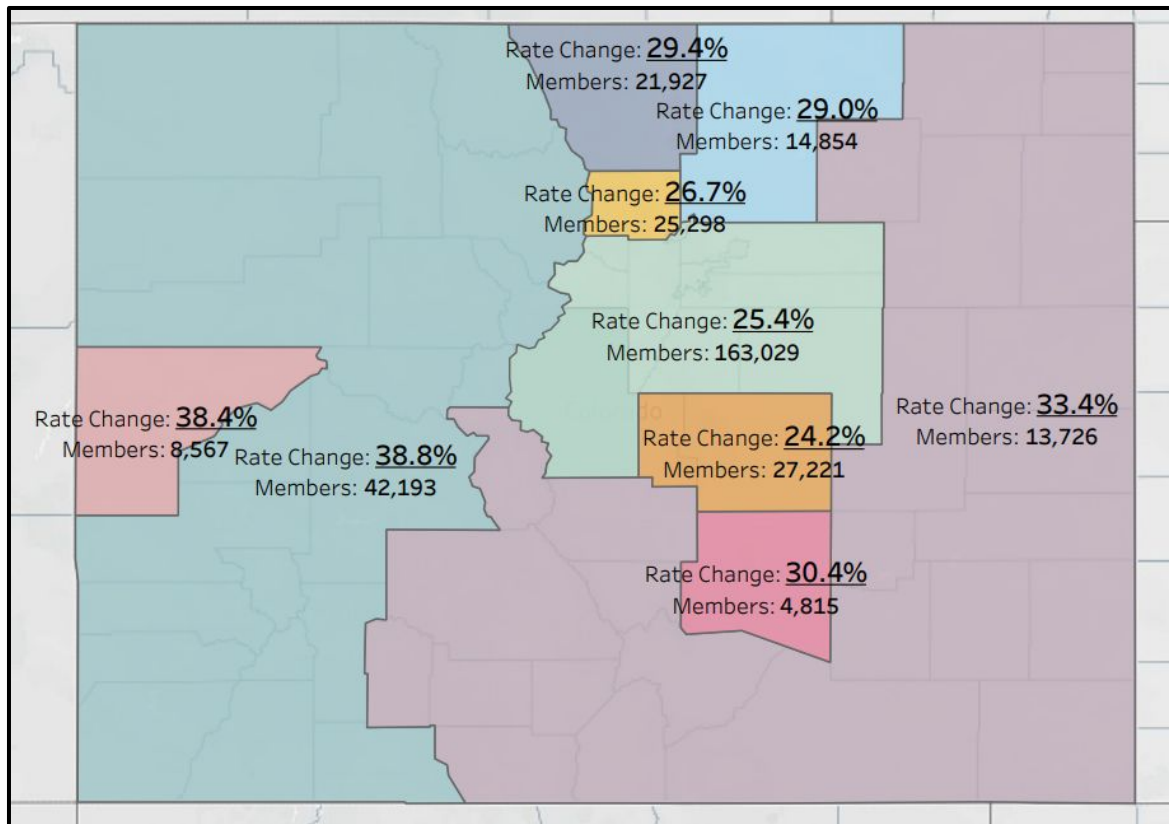 Rate Change: 29.4%
Members: 21,927
Rate Change: 29.0%
Members: 14,854
Rate Change: 26.7%
Members: 25,298
Rate Change: 25.4%
Members: 163,029
Rate Change: 38.4%
Members: 8,567
Rate Change: 38.8%
Members: 42,193
Rate Change: 24.2%
Members: 27,221
Rate Change: 33.4%
Members: 13,726
Rate Change: 30.4%
Members: 4,815